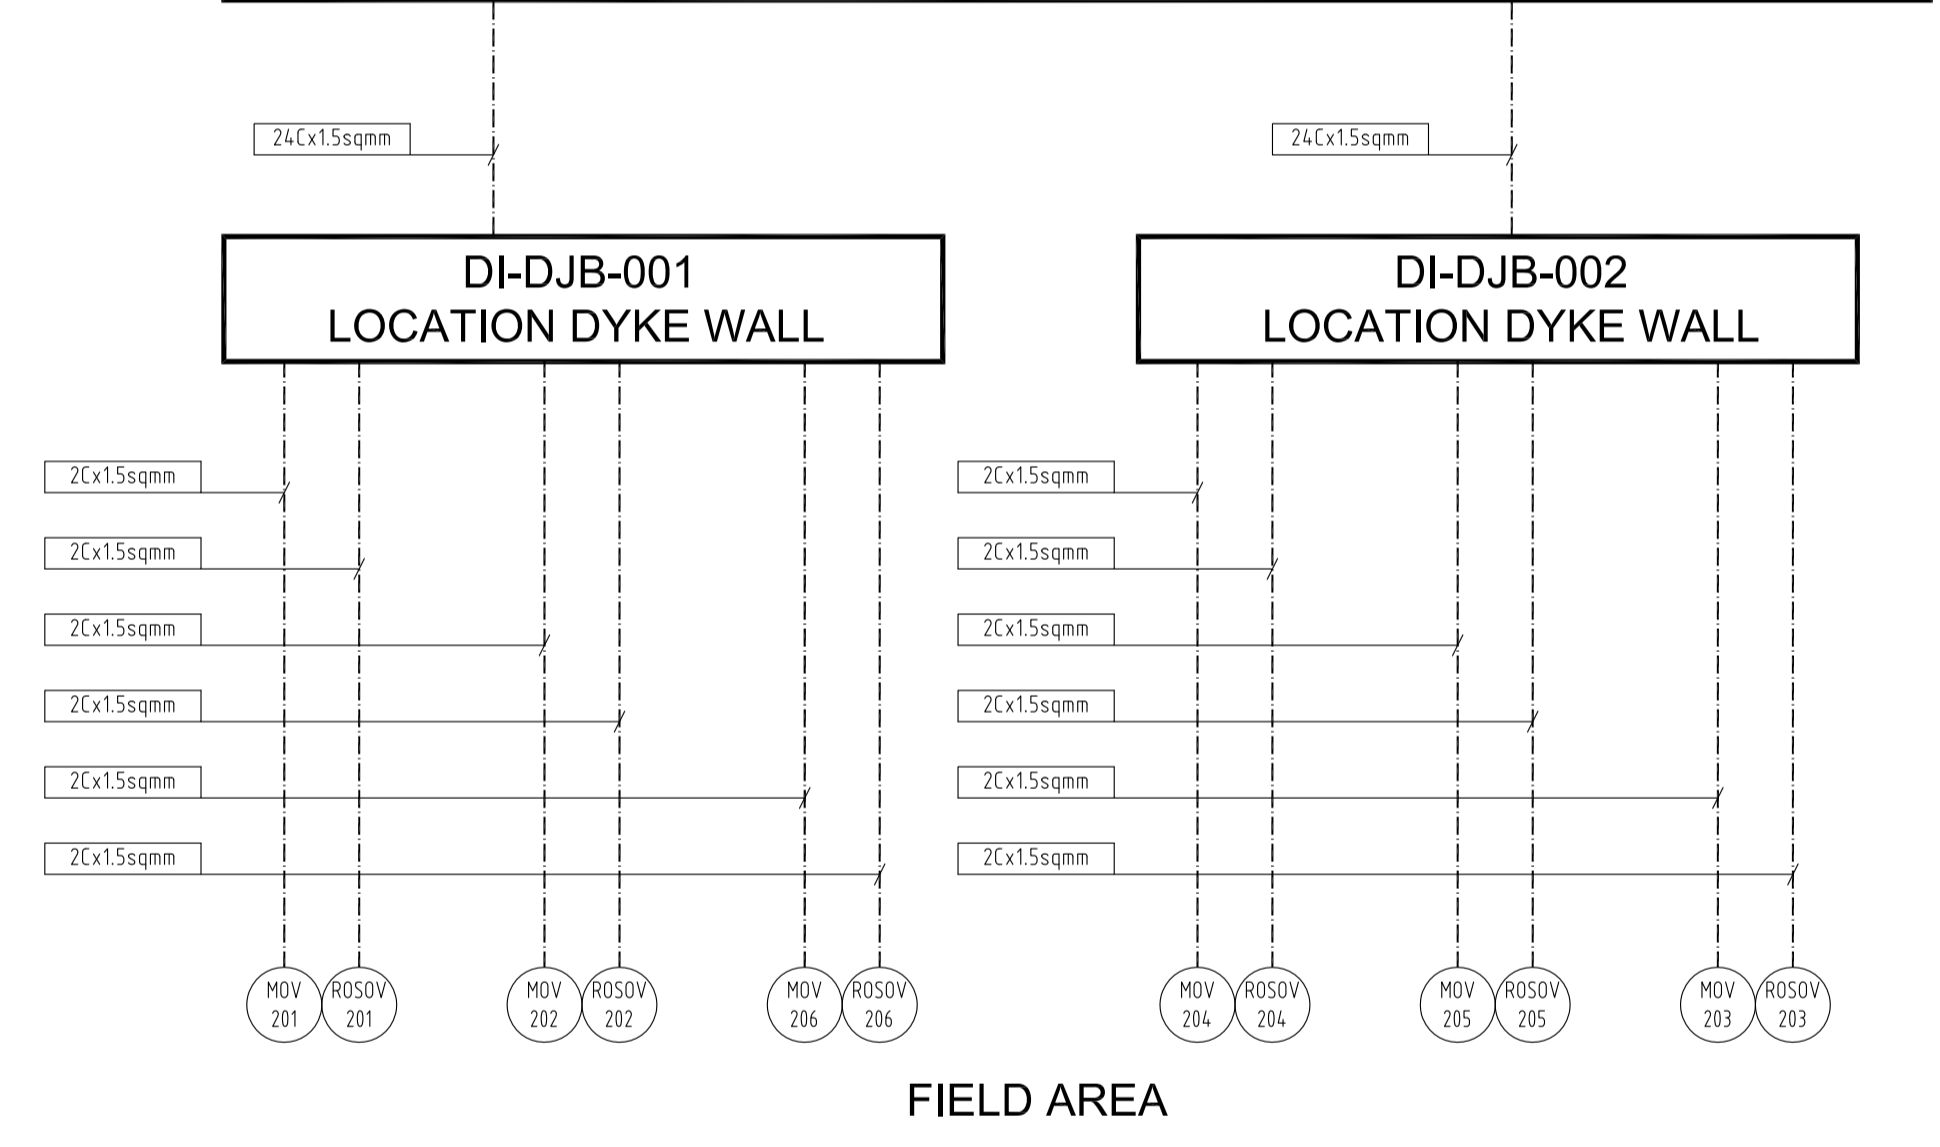 24Cx1.5sqmm
24Cx1.5sqmm
DI-DJB-001
LOCATION DYKE WALL
DI-DJB-002
LOCATION DYKE WALL
2Cx1.5sqmm
2Cx1.5sqmm
2Cx1.5sqmm
2Cx1.5sqmm
2Cx1.5sqmm
2Cx1.5sqmm
2Cx1.5sqmm
2Cx1.5sqmm
2Cx1.5sqmm
2Cx1.5sqmm
2Cx1.5sqmm
2Cx1.5sqmm
MOV
201
ROSOV
201
MOV
202
ROSOV
202
MOV
206
ROSOV
206
MOV
204
ROSOV
204
MOV
205
ROSOV
205
MOV
203
ROSOV
203
FIELD AREA